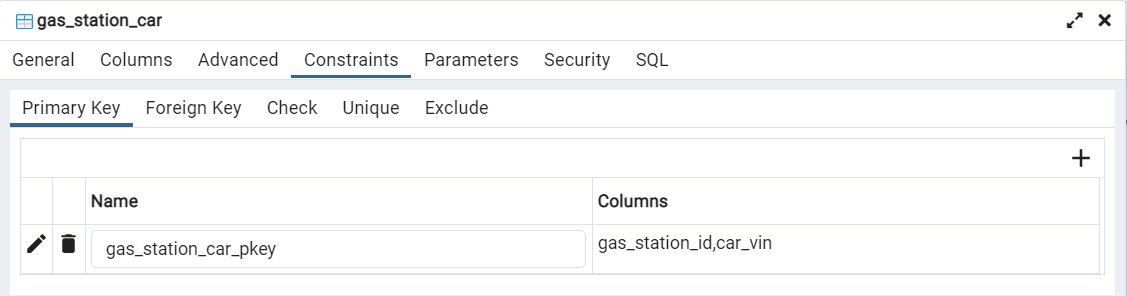 gas_station_car
General Columns Advanced Constraints Parameters Security SQL
Primary Key Foreign Key Check Unique Exclude
Name Columns
gas_station_car_pkey gas_station_id,car_vin